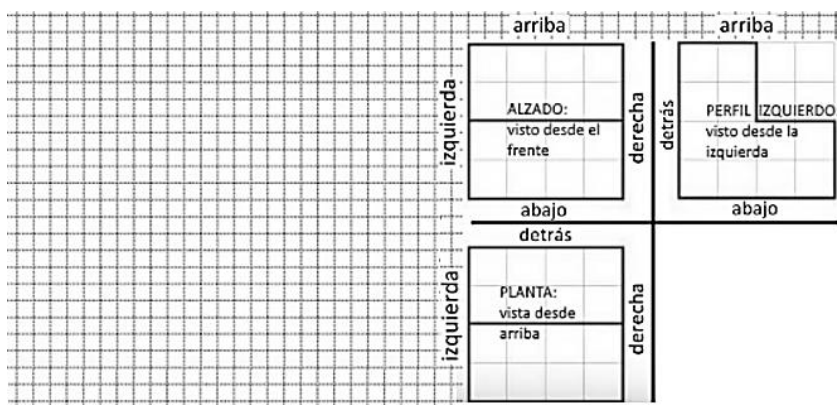 arriba
arriba
izquierda
ALZADO:
visto desde el
frente
derecha
detrás
PERFIL IZQUIERDO
visto desde la
izquierda
abajo
abajo
detrás
izquierda
PLANTA:
vista desde
arriba
derecha